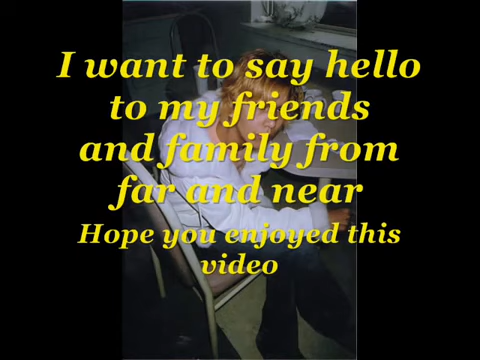 I want to say hello
to my friends
and family from
far and near
Hope you enjoyed this
video